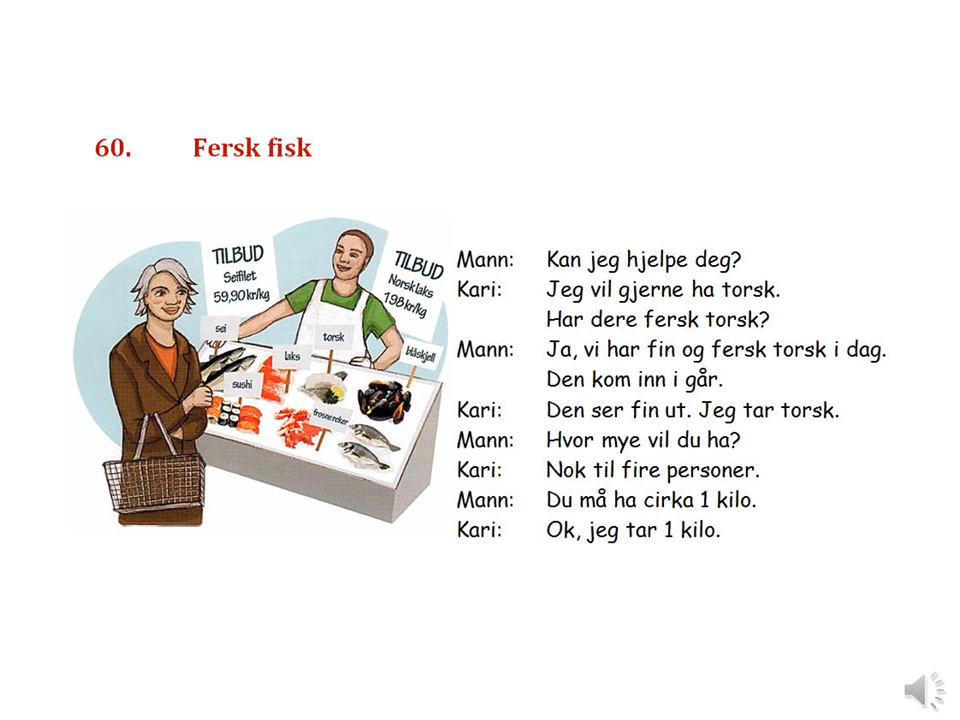 60. Fersk fisk
TILBUD
Seifilet
59,90 kr/kg
TILBUD
Norsk laks
198 kr/kg
sei
laks
torsk
blåskjell
sushi
frosne reker
Mann: Kan jeg hjelpe deg?
Kari: Jeg vil gjerne ha torsk.
Har dere fersk torsk?
Mann: Ja, vi har fin og fersk torsk i dag.
Den kom inn i går.
Kari: Den ser fin ut. Jeg tar torsk.
Mann: Hvor mye vil du ha?
Kari: Nok til fire personer.
Mann: Du må ha cirka 1 kilo.
Kari: Ok, jeg tar 1 kilo.